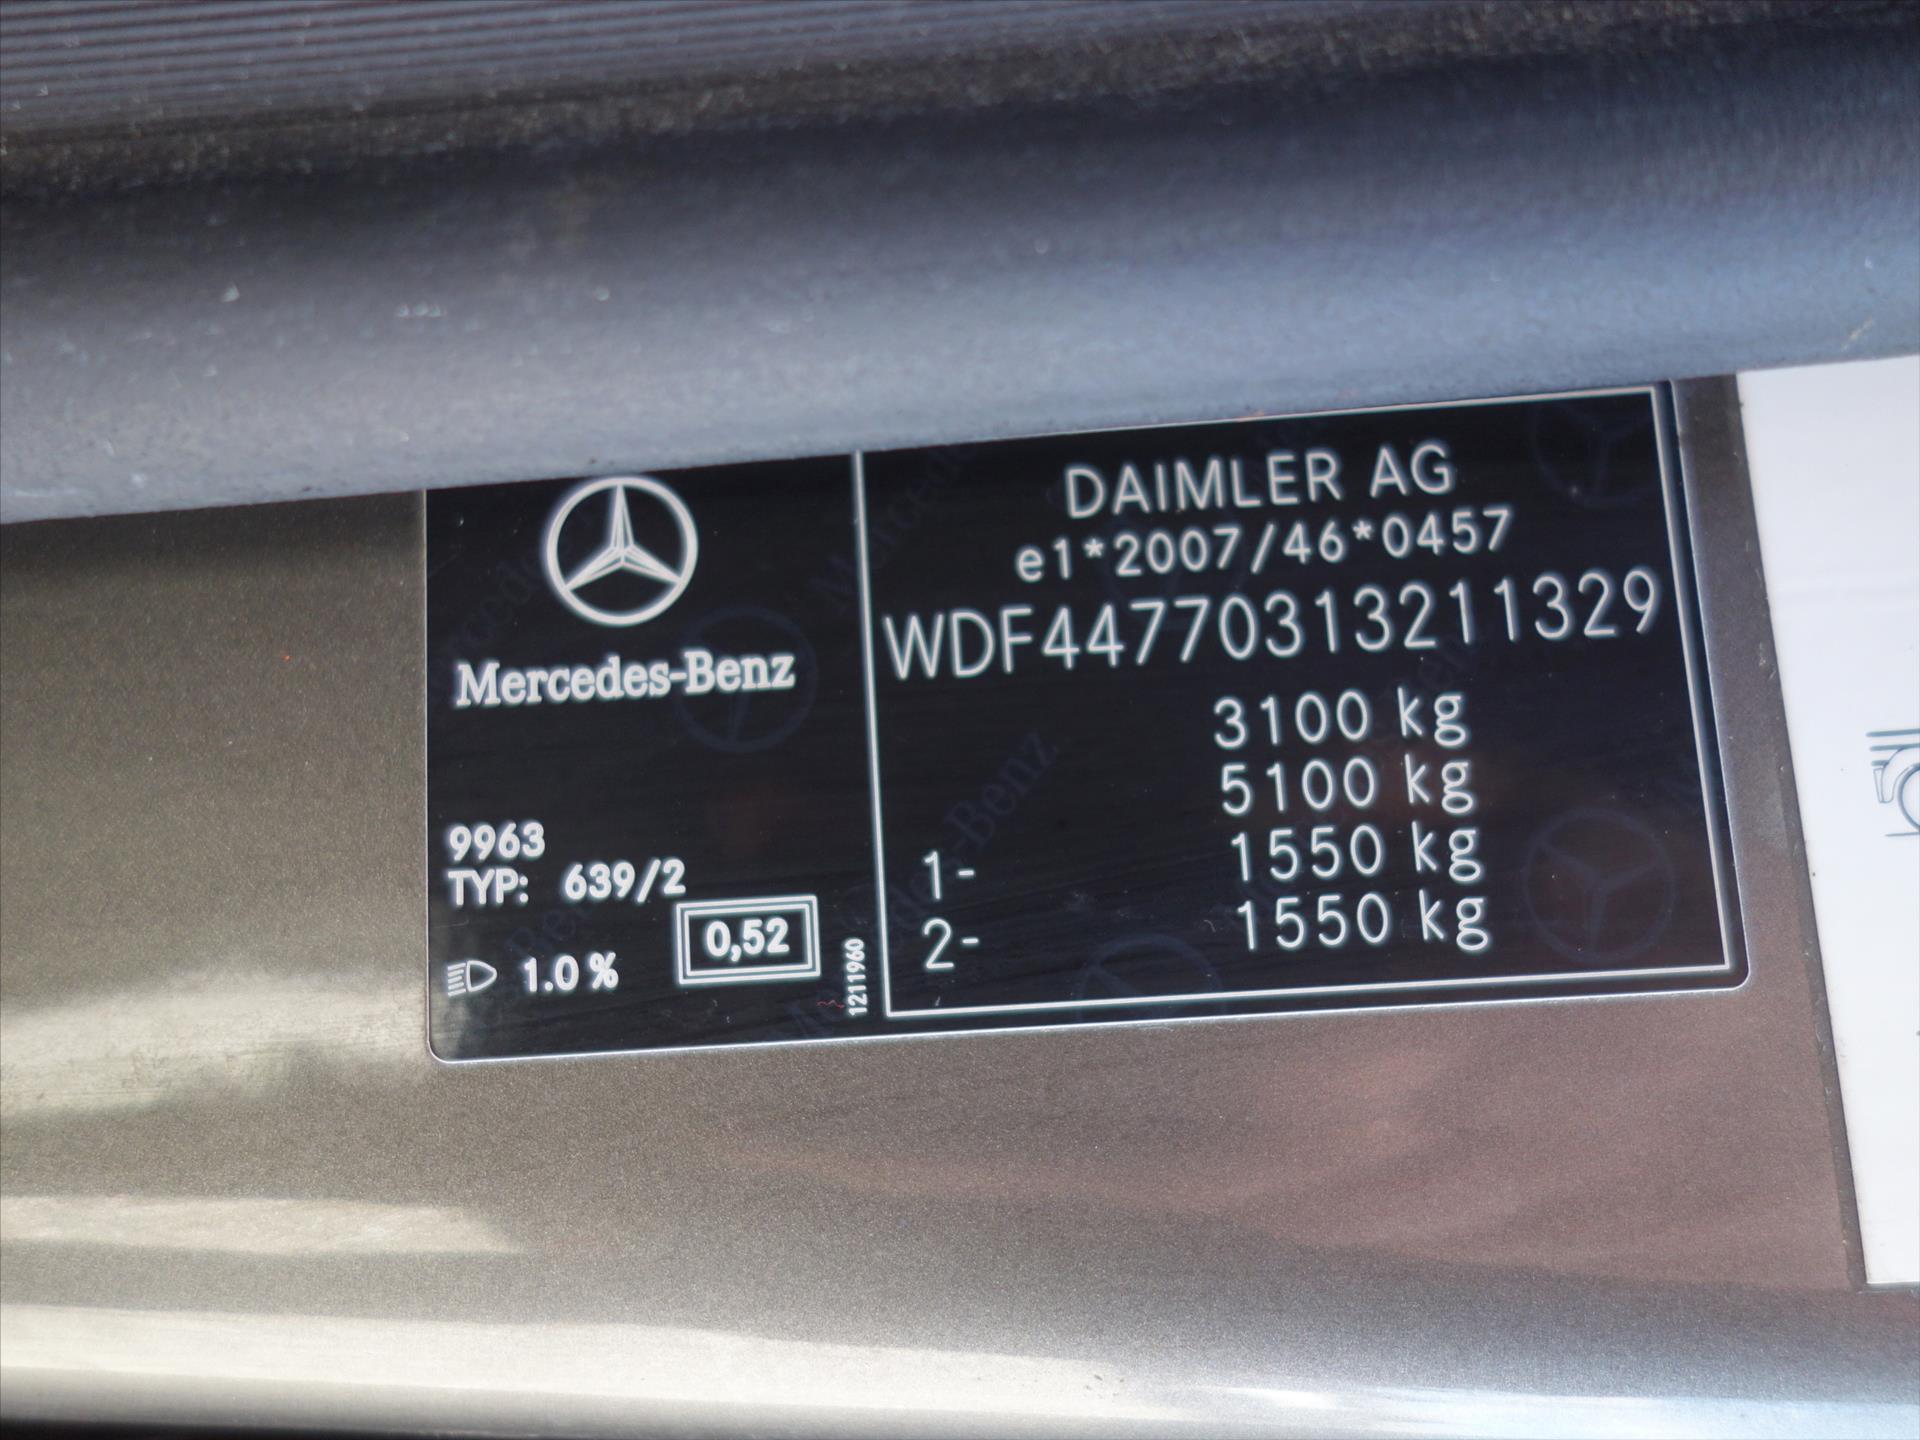 Mercedes-Benz
9963
TYP: 639/2
1.0 %
0,52
1211960
DAIMLER AG
e1*2007/46*0457
WDF44770313211329
3100 kg
5100 kg
1- 1550 kg
2- 1550 kg